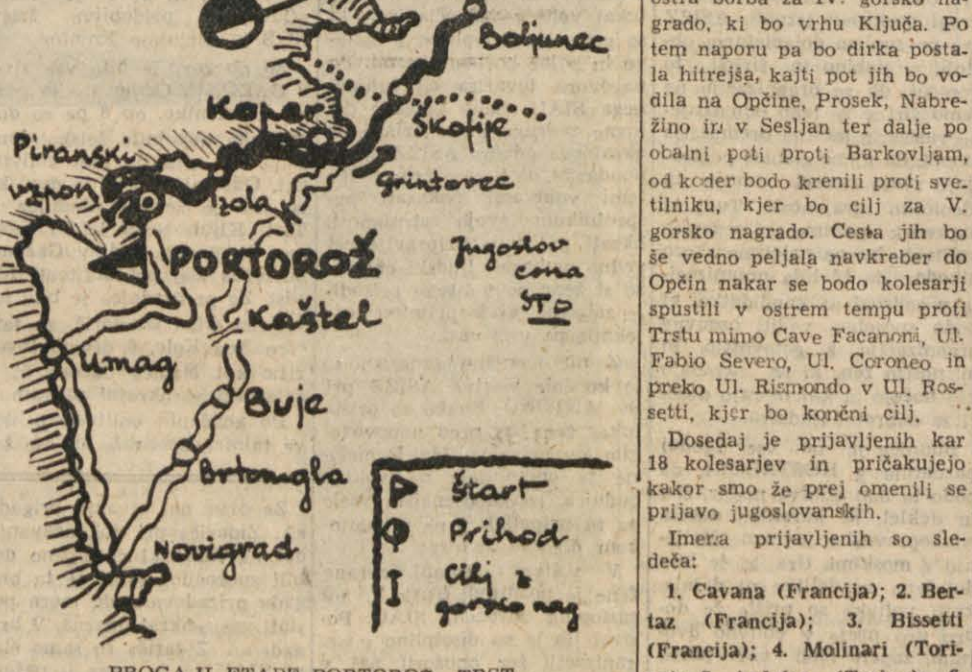 Boljunec
Koper
Škofije
Piranski
vzpon
Izola
Grintovec
Jugoslov
cona
STO
PORTOROŽ
Kaštel
Umag
Buje
Brtonigla
Novigrad
Štart
Prihod
Cilj z
gorsko nag
PROGA II ETAPE PORTOROŽ
grado, ki bo vrhu Ključa. Po
tem naporu pa bo dirka posta-
la hitrejša, kajti pot jih bo vo-
dila na Opčine, Prosek, Nabre-
žino in v Sesljan ter dalje po
obalni poti proti Barkovljam,
od koder bodo krenili proti sve-
tilniku, kjer bo cilj za V.
gorsko nagrado. Cesta jih bo
še vedno peljala navkreber do
Opčin nakar se bodo kolesarji
spustili v ostrem tempu proti
Trstu mimo Cave Facanoni, Ul.
Fabio Severo, Ul. Coroneo in
preko Ul. Rismondo v Ul. Ros-
setti, kjer bo končni cilj.
Dosedaj je prijavljenih kar
18 kolesarjev in pričakujejo
kakor smo že prej omenili se
prijavo jugoslovanskih.
Imena prijavljenih so sle-
deča:
1. Cavana (Francija); 2. Ber-
taz (Francija); 3. Bissetti
(Francija); 4. Molinari (Tori-